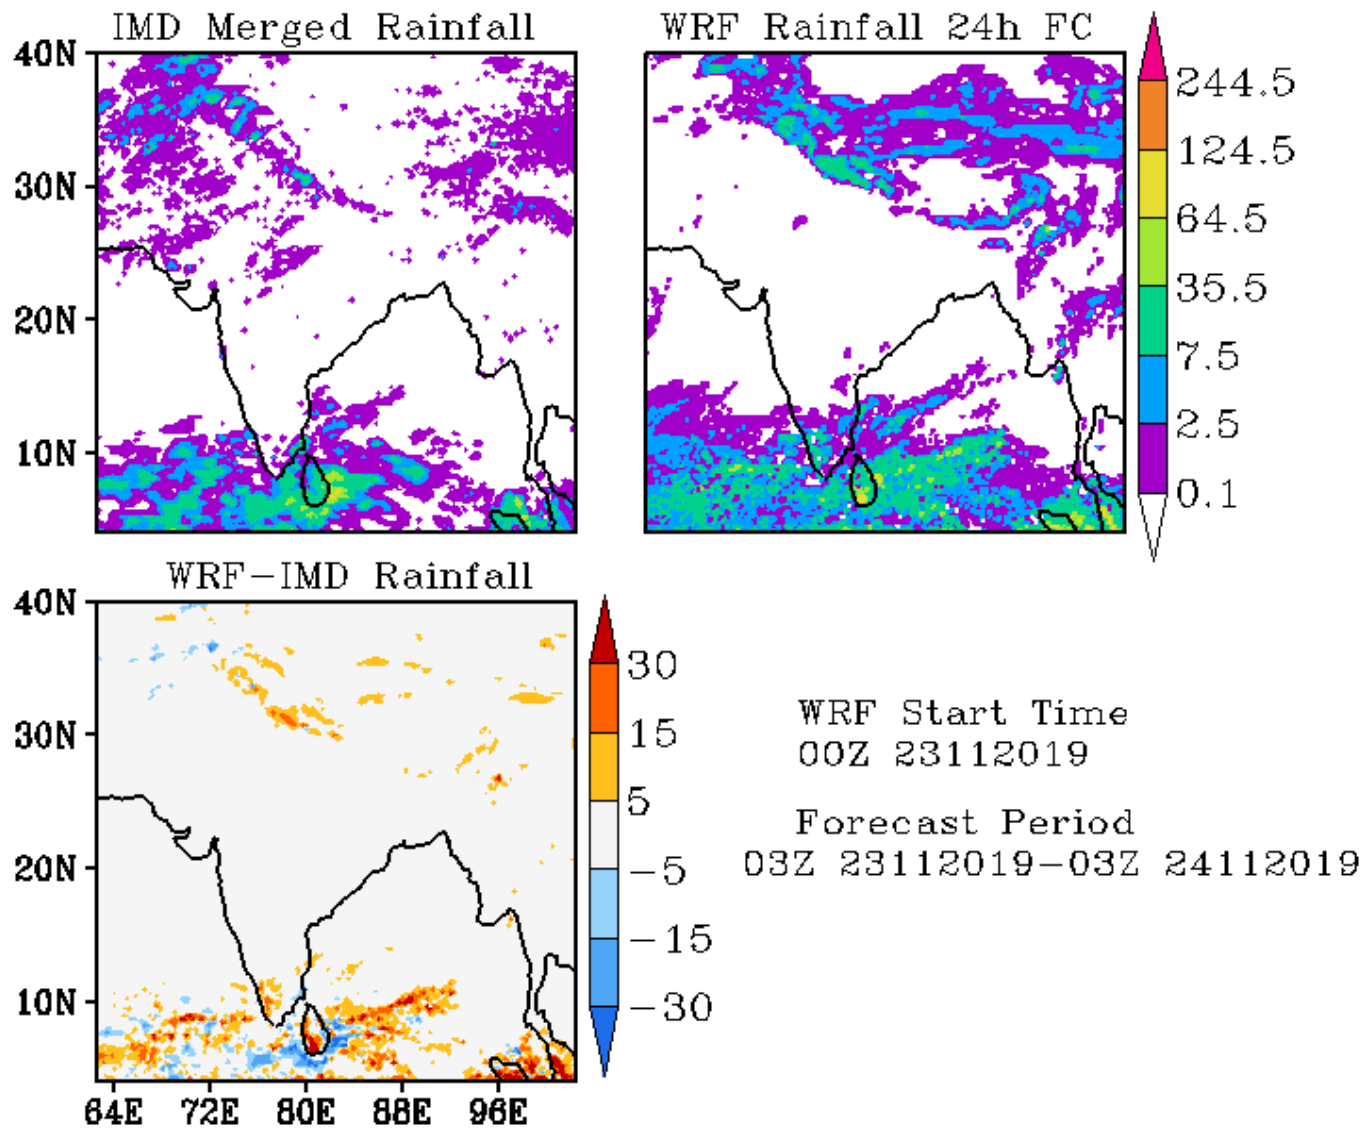 IMD Merged Rainfall
WRF Rainfall 24h FC
40N
30N
20N
10N
244.5
124.5
64.5
35.5
7.5
2.5
0.1
WRF-IMD Rainfall
40N
30N
20N
10N
64E 72E 80E 88E 96E
30
15
5
-5
-15
-30
WRF Start Time
00Z 23112019
Forecast Period
03Z 23112019-03Z 24112019